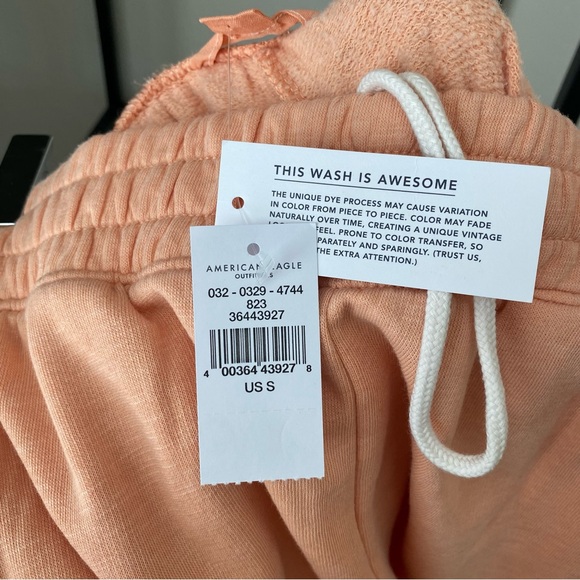 THIS WASH IS AWESOME
THE UNIQUE DYE PROCESS MAY CAUSE VARIATION
IN COLOR FROM PIECE TO PIECE. COLOR MAY FADE
NATURALLY OVER TIME, CREATING A UNIQUE VINTAGE
FEEL. PRONE TO COLOR TRANSFER, SO
AND SPARINGLY. (TRUST US,
THE EXTRA ATTENTION.)
AMERICAN EAGLE
OUTFITTERS
032 - 0329 - 4744
823
36443927
4 00364 43927 8
US S